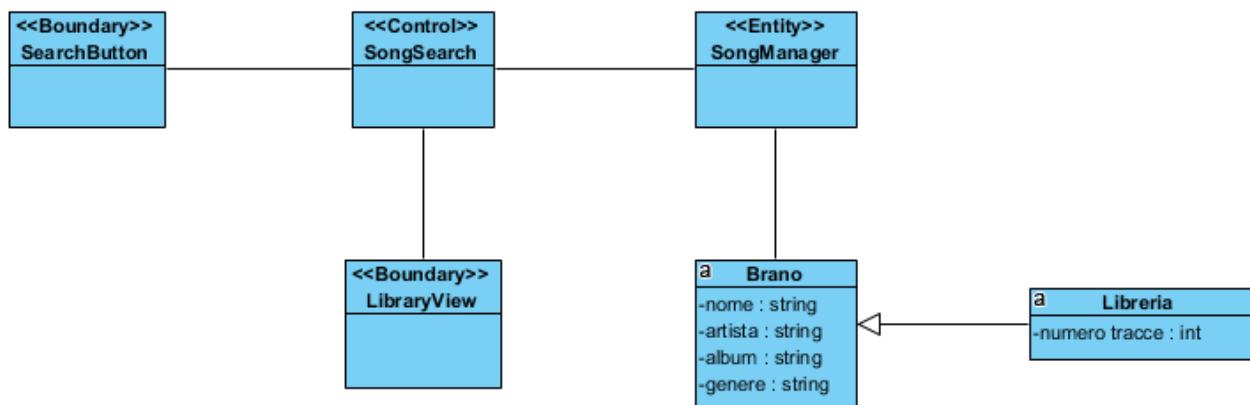 <<Boundary>>
SearchButton
<<Control>>
SongSearch
<<Entity>>
SongManager
<<Boundary>>
LibraryView
a
Brano
-nome : string
-artista : string
-album : string
-genere : string
a
Libreria
-numero tracce : int